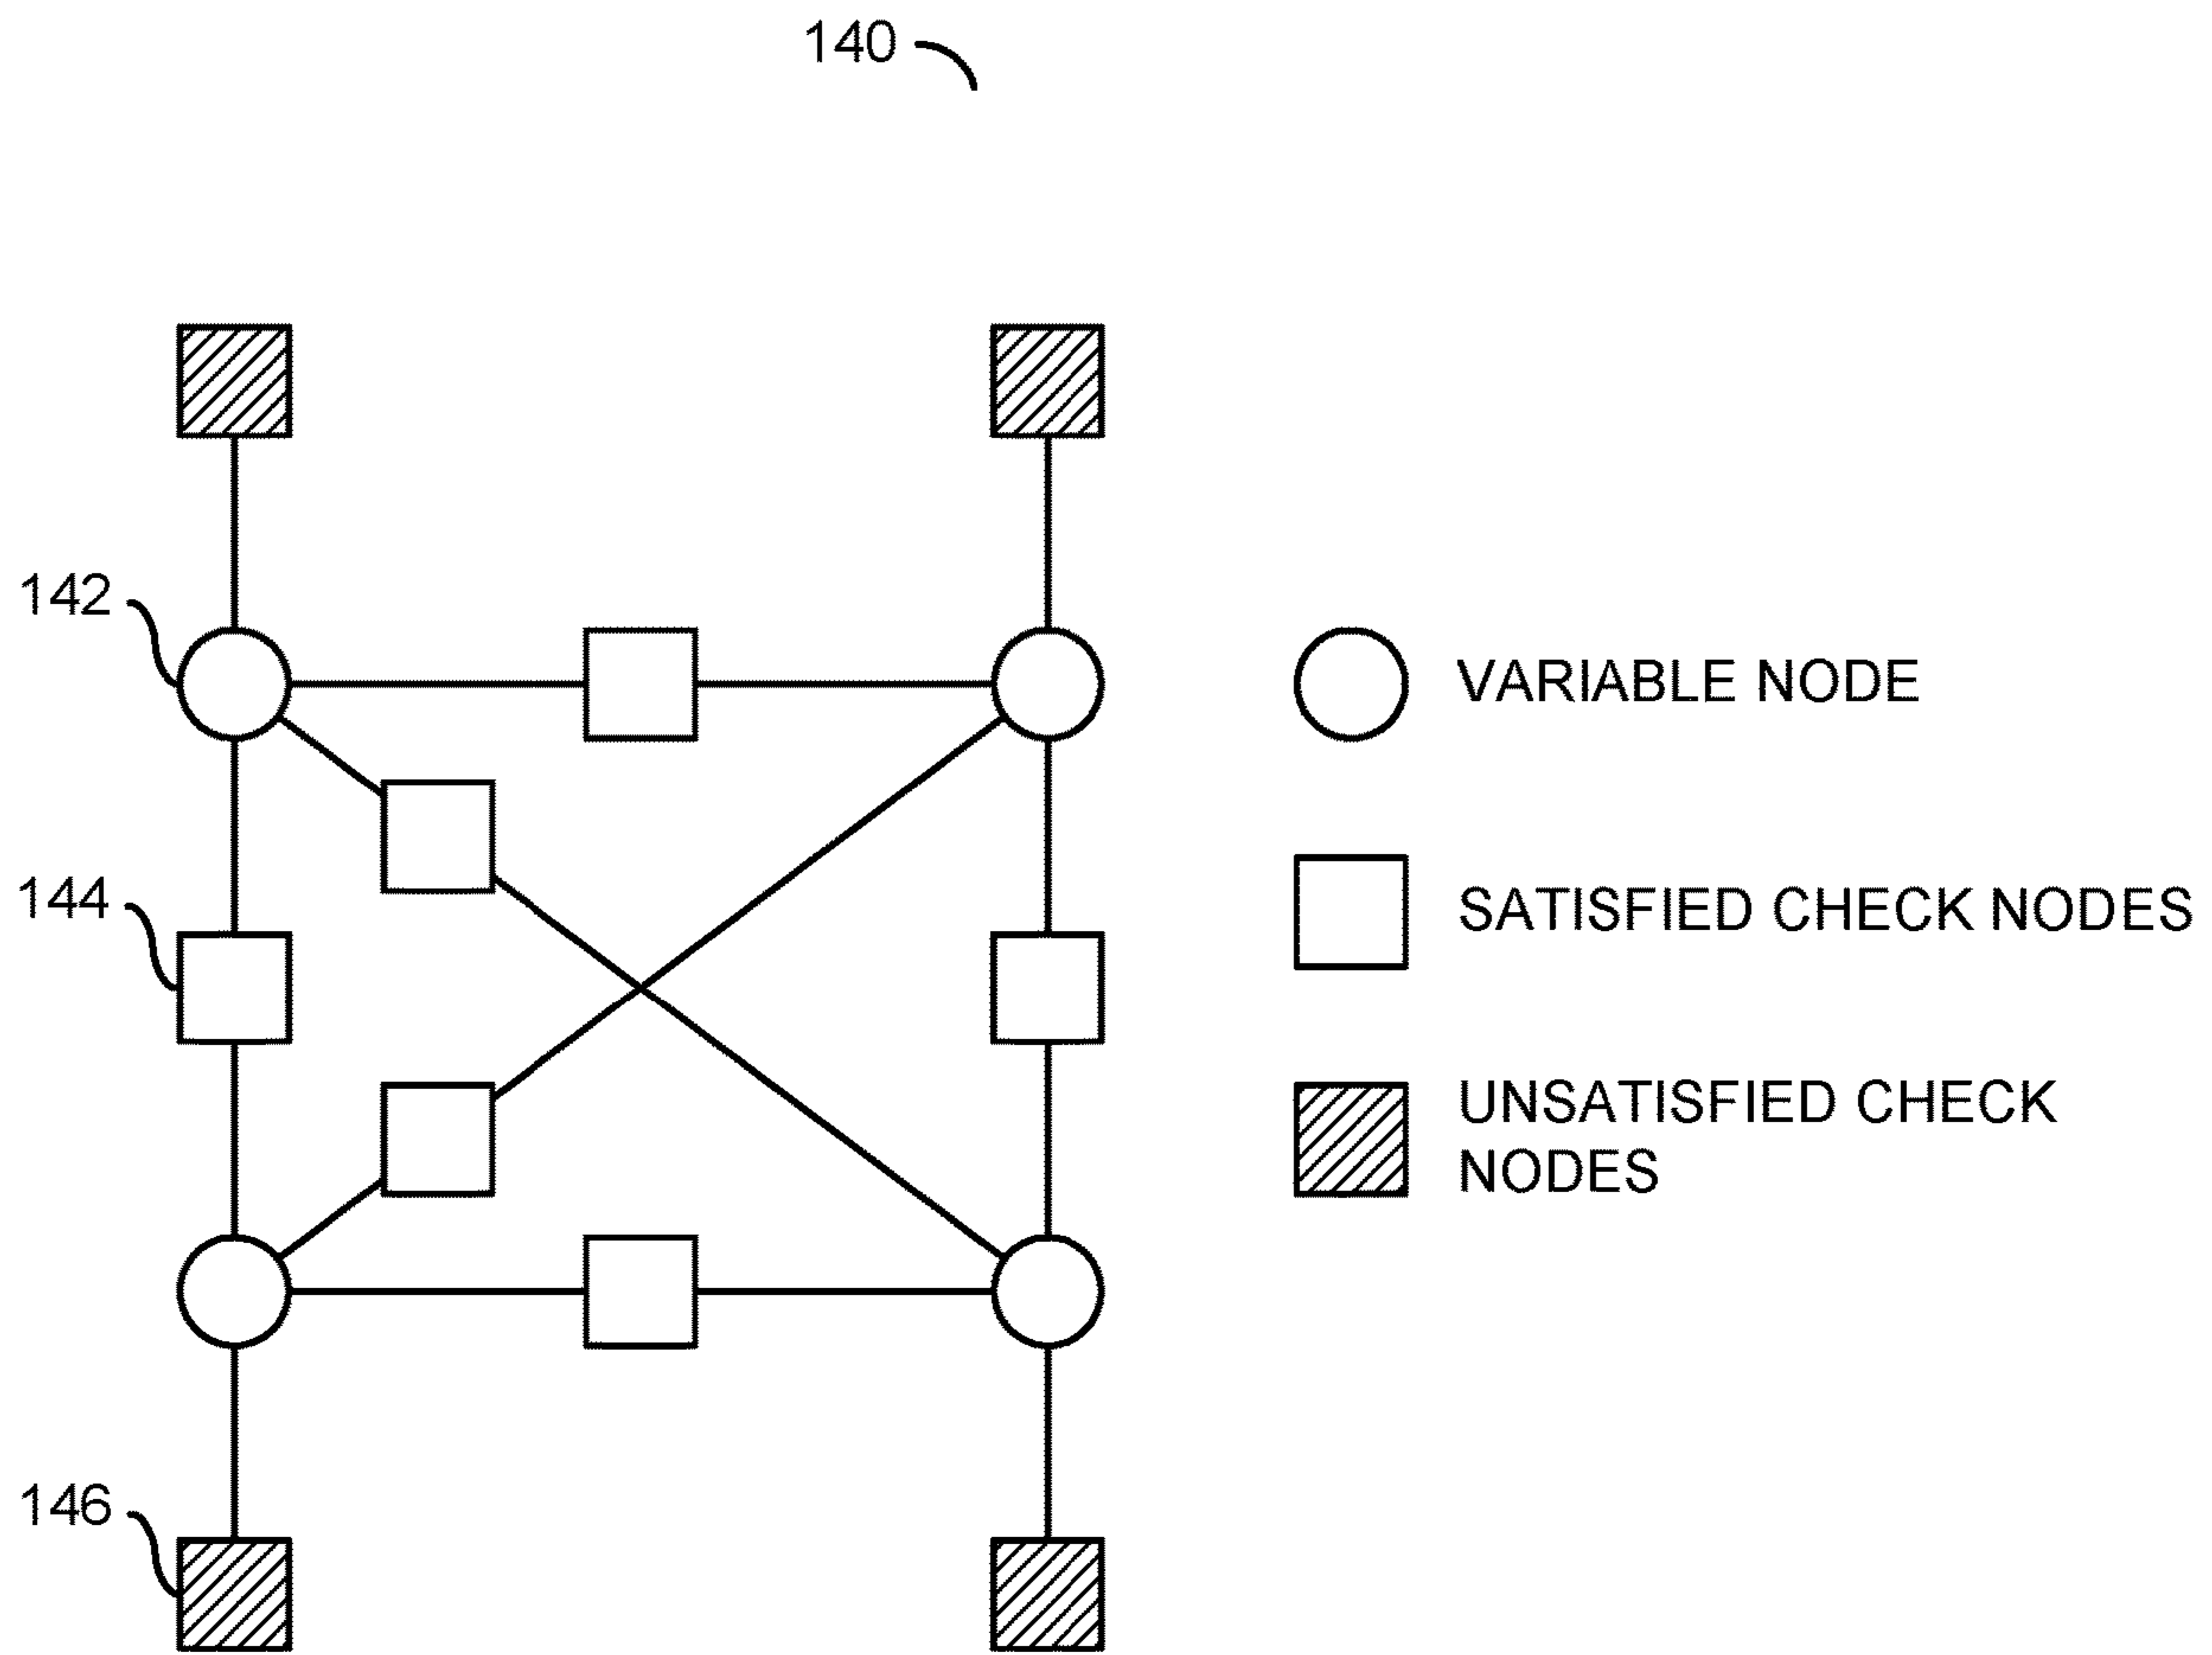 140
142
VARIABLE NODE
144
SATISFIED CHECK NODES
UNSATISFIED CHECK
NODES
146